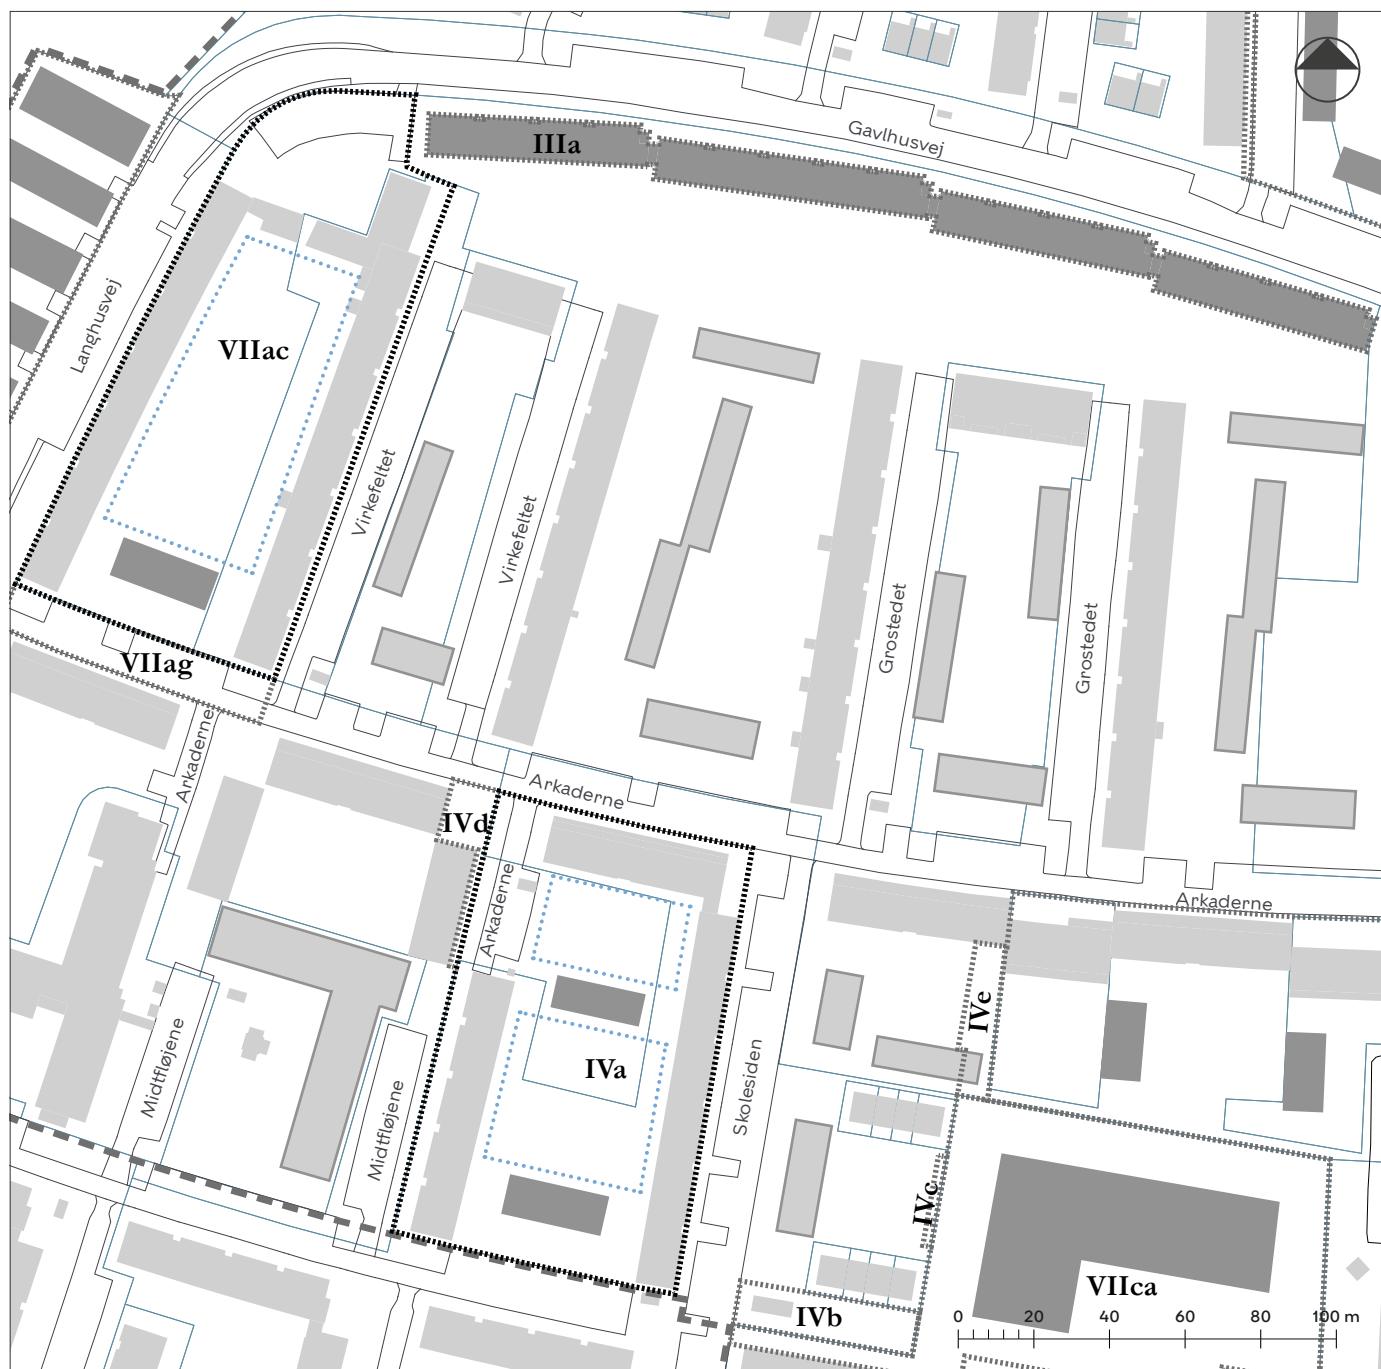 Gavlhusvej
IIIa
Langhusvej
VIIac
Virkefeltet
Virkefeltet
Grostedet
Grostedet
VIIag
Arkaderne
Arkaderne
IVd
Arkaderne
Arkaderne
IVe
IVa
Midtfløjene
Midtfløjene
Skolesiden
IVc
VIIca
IVb
0 20 40 60 80 100 m